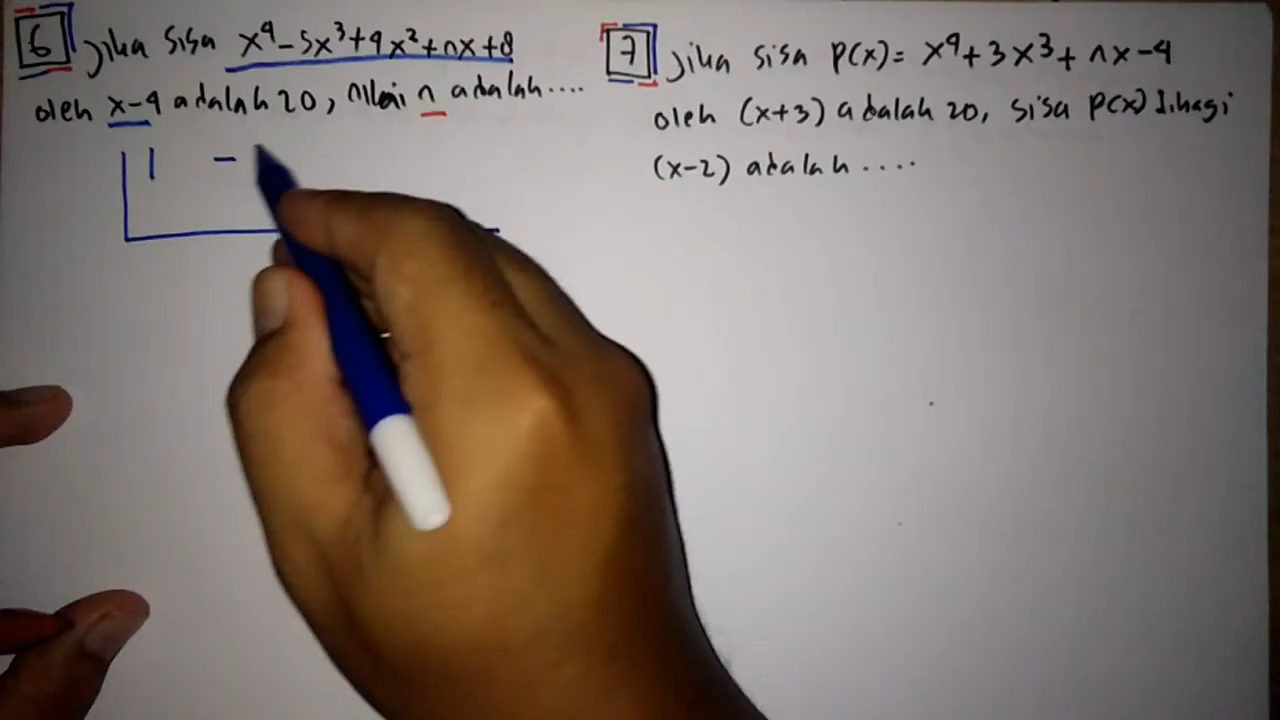 6 jika sisa x⁴-5x³+4x²+nx+8
oleh x-4 adalah 20, nilai n adalah....
1 -
7 jika sisa p(x)= x⁴+3x³+nx-4
oleh (x+3) adalah 20, sisa p(x) dibagi
(x-2) adalah ....